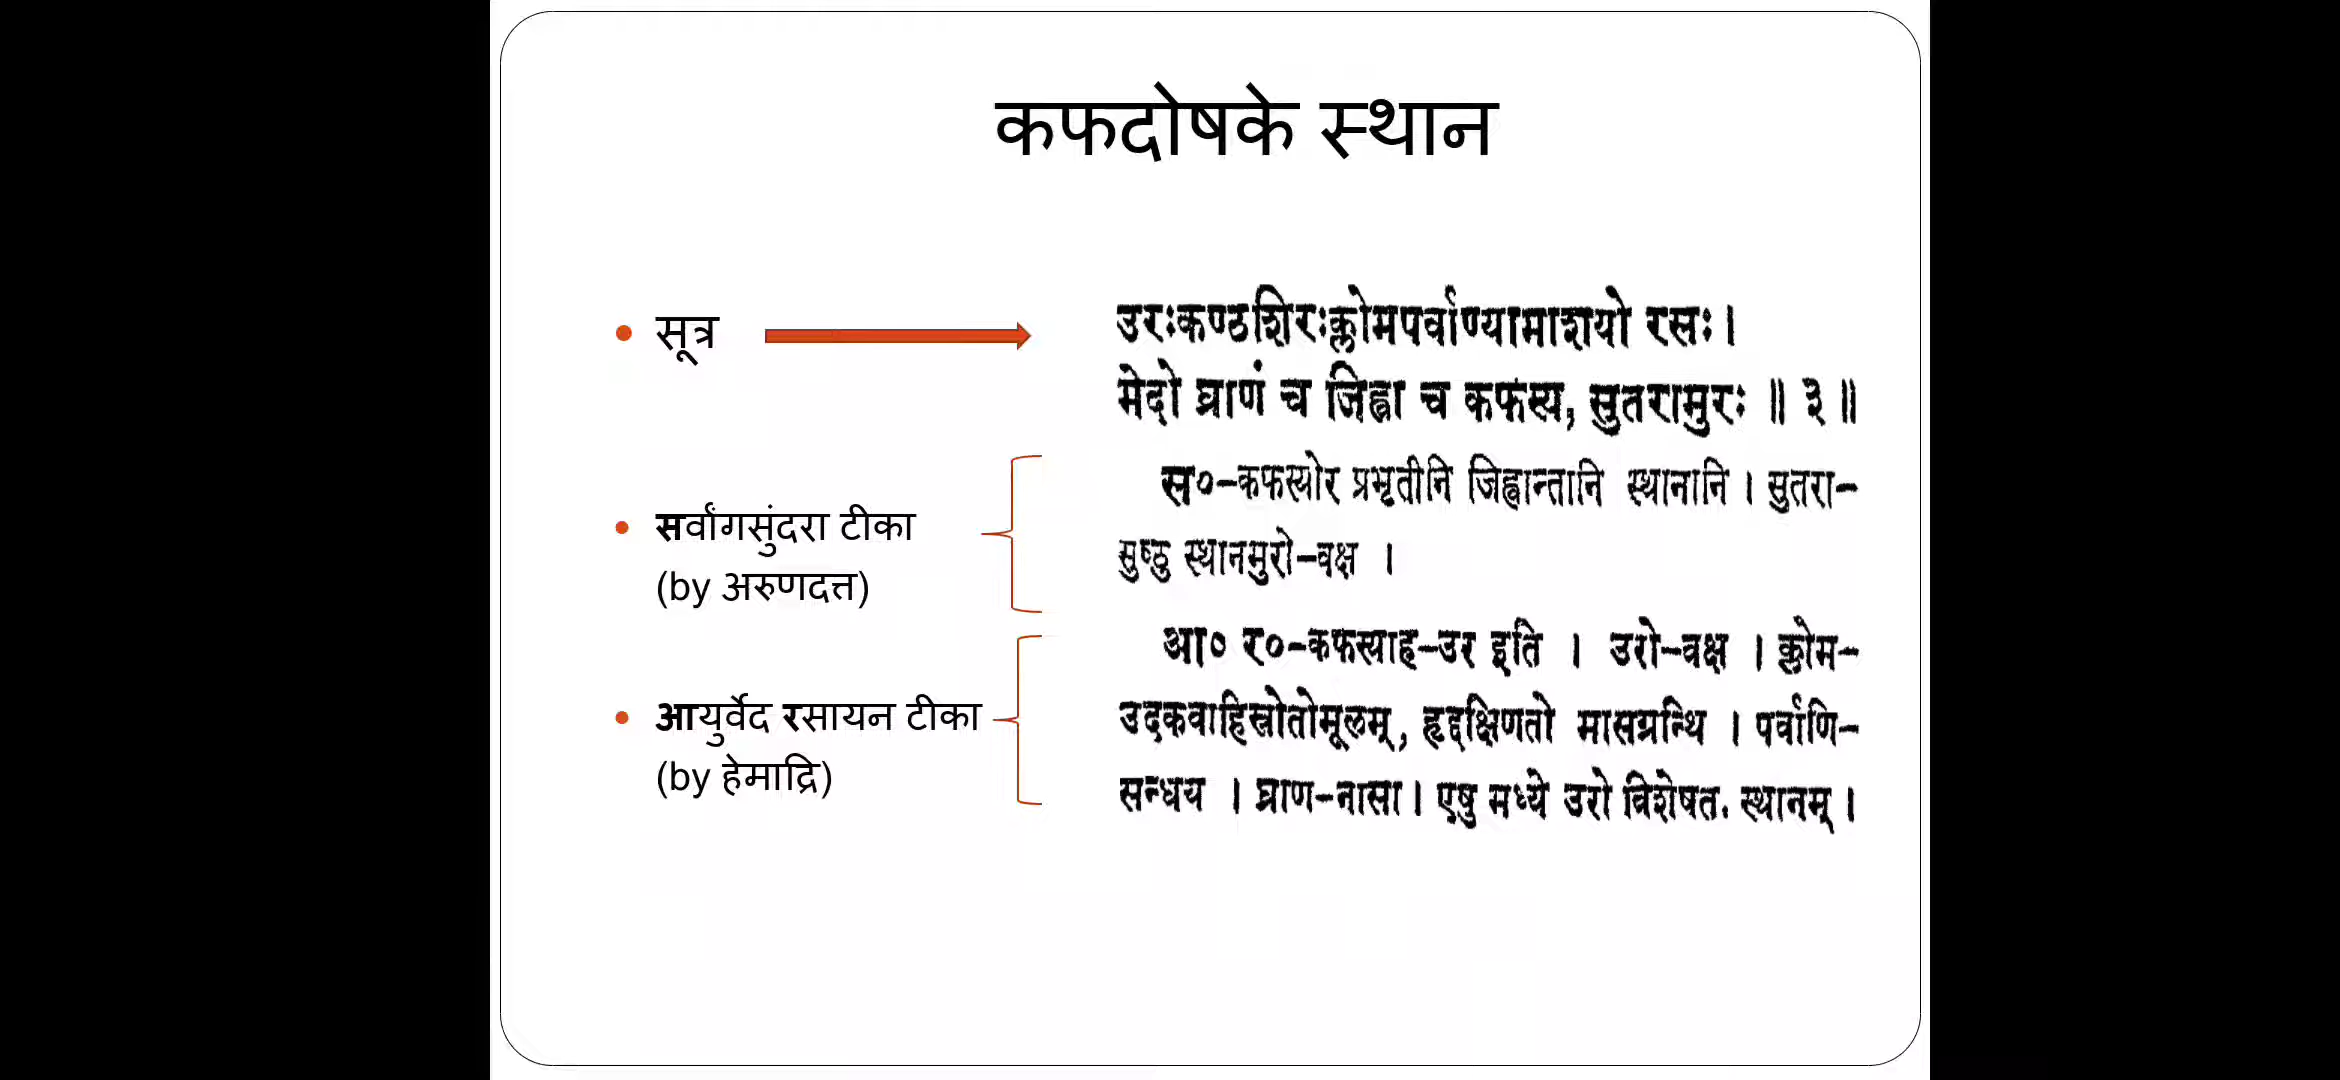 कफदोषके स्थान
सूत्र
उरःकण्ठशिरःक्लोमपर्वाण्यामाशयो रसः।
मेदो घ्राणं च जिह्वा च कफस्य, सुतरामुरः ॥ ३ ॥
सर्वांगसुंदरा टीका
(by अरुणदत्त)
स०-कफस्योर प्रभृतीनि जिह्वान्तानि स्थानानि । सुतरा-
सुष्ठु स्थानमुरो-वक्ष ।
आयुर्वेद रसायन टीका
(by हेमाद्रि)
आ० र०-कफस्याह-उर इति । उरो-वक्ष । क्लोम-
उदकवाहिस्रोतोमूलम्, हृद्दक्षिणतो मासग्रन्थि । पर्वाणि-
सन्धय । घ्राण-नासा। एषु मध्ये उरो विशेषत. स्थानम् ।